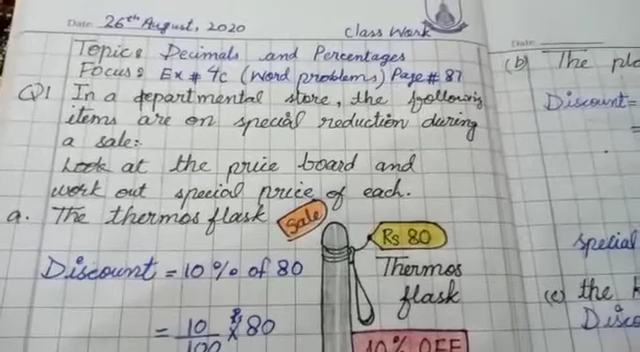 Date: 26th August, 2020
Class Work
Topic: Decimals and Percentages
Focus: Ex # 4c (Word problems) Page # 87
Q1 In a departmental store, the following
items are on special reduction during
a sale:
Look at the price board and
work out special price of each.
a. The thermos flask
Sale
Rs 80
Thermos
flask
Discount = 10% of 80
= 10/100 × 80
10% OFF
Date:
(b) The
Discount =
=
special
(c) the